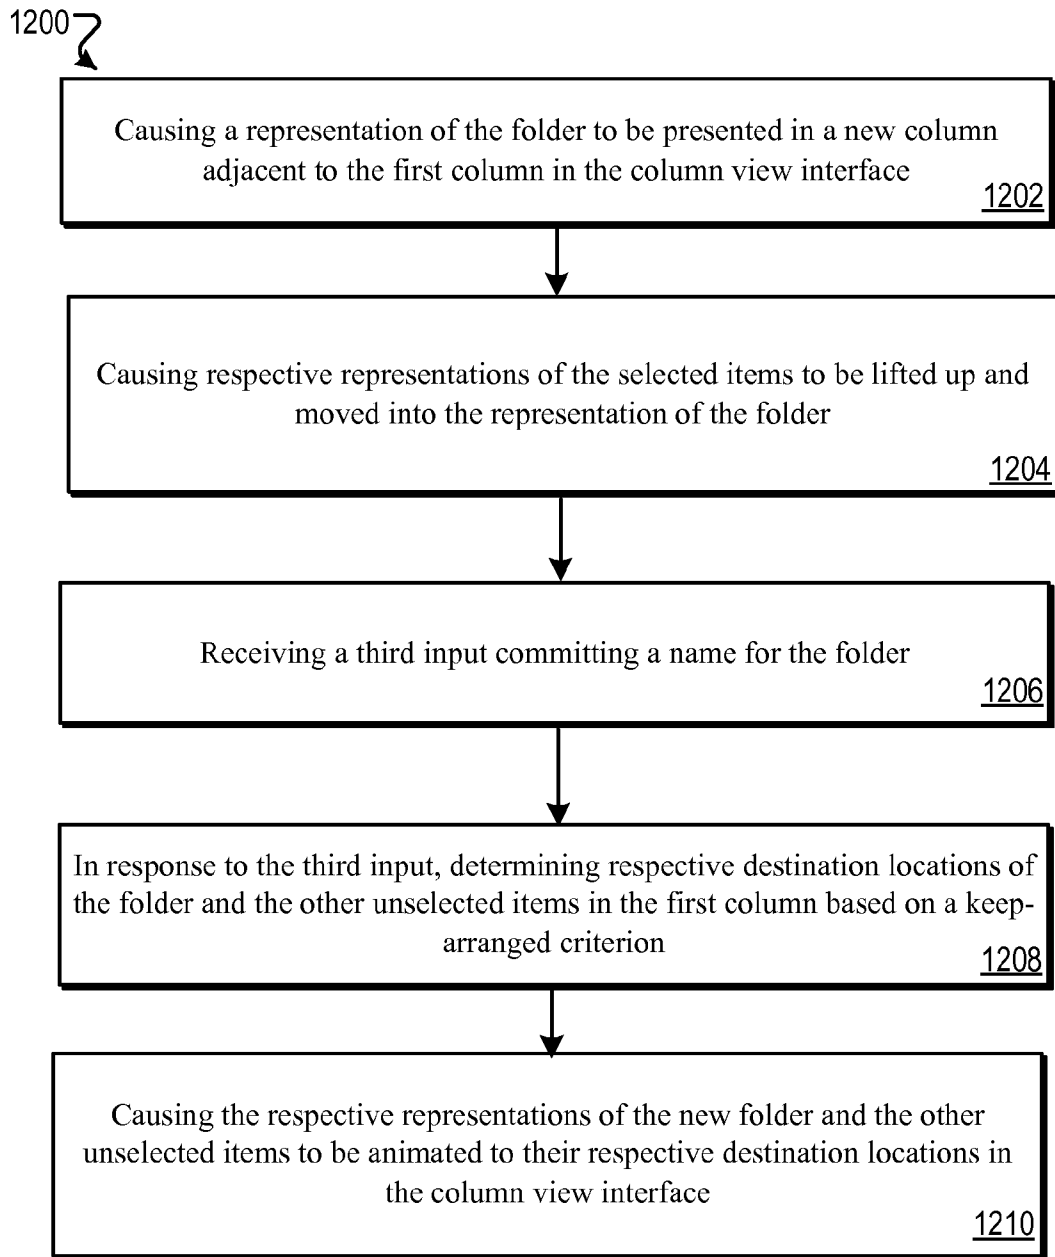 1200
Causing a representation of the folder to be presented in a new column
adjacent to the first column in the column view interface
1202
Causing respective representations of the selected items to be lifted up and
moved into the representation of the folder
1204
Receiving a third input committing a name for the folder
1206
In response to the third input, determining respective destination locations of
the folder and the other unselected items in the first column based on a keep-
arranged criterion
1208
Causing the respective representations of the new folder and the other
unselected items to be animated to their respective destination locations in
the column view interface
1210